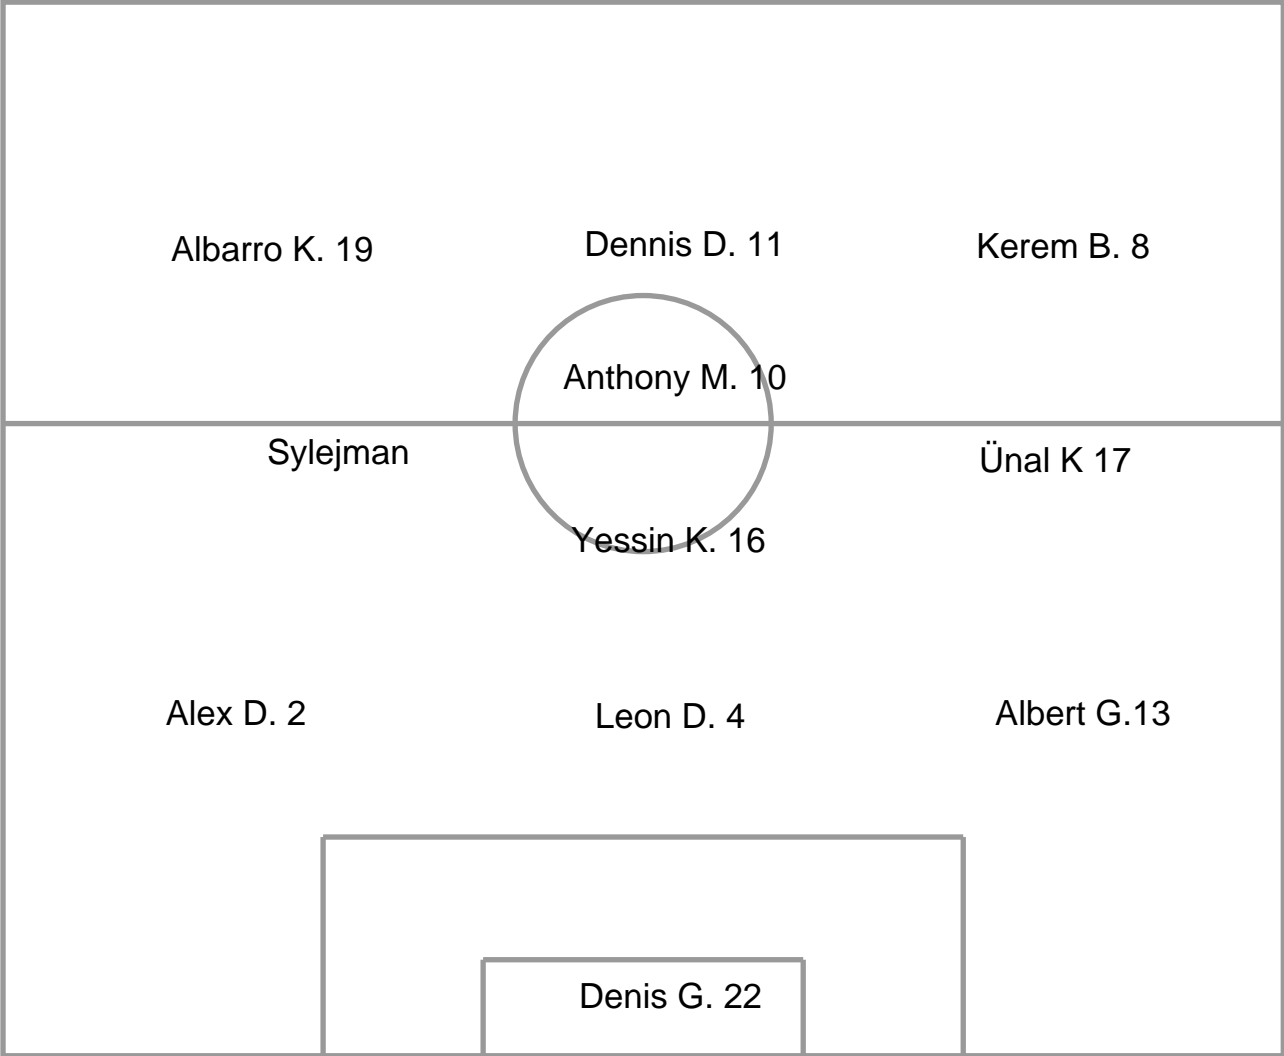 Albarro K. 19
Dennis D. 11
Kerem B. 8
Anthony M. 10
Sylejman
Ünal K 17
Yessin K. 16
Alex D. 2
Leon D. 4
Albert G.13
Denis G. 22